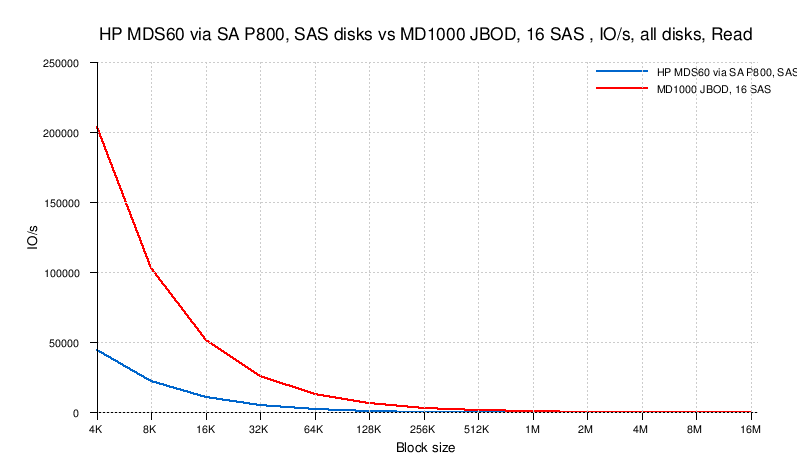 HP MDS60 via SA P800, SAS disks vs MD1000 JBOD, 16 SAS , IO/s, all disks, Read
HP MDS60 via SA P800, SAS
MD1000 JBOD, 16 SAS
250000
200000
150000
100000
50000
0
IO/s
4K 8K 16K 32K 64K 128K 256K 512K 1M 2M 4M 8M 16M
Block size